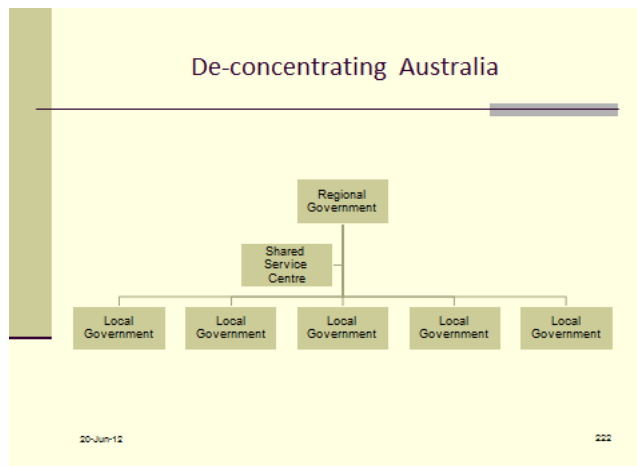 De-concentrating Australia
Regional
Government
Shared
Service
Centre
Local
Government
Local
Government
Local
Government
Local
Government
Local
Government
20-Jun-12
222